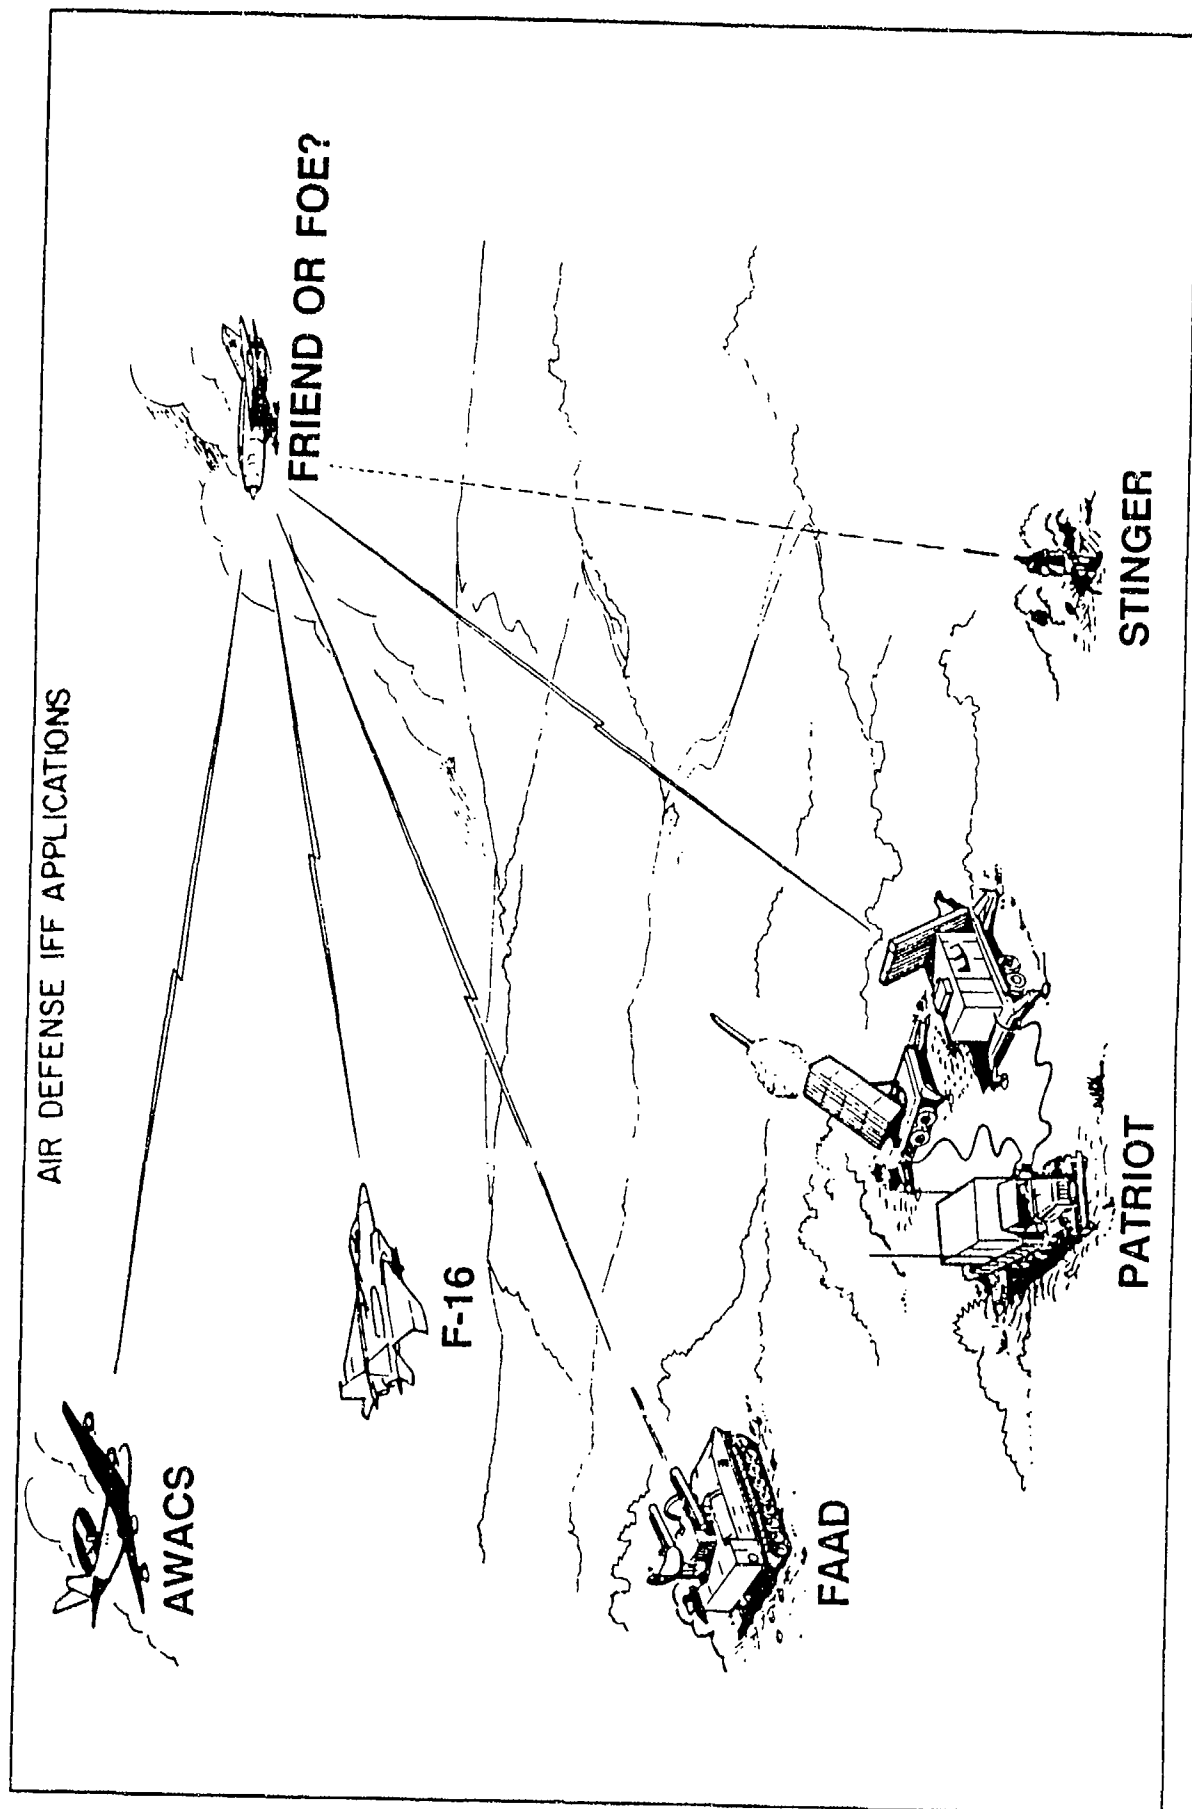 AIR DEFENSE IFF APPLICATIONS
AWACS
FRIEND OR FOE?
F-16
FAAD
PATRIOT
STINGER